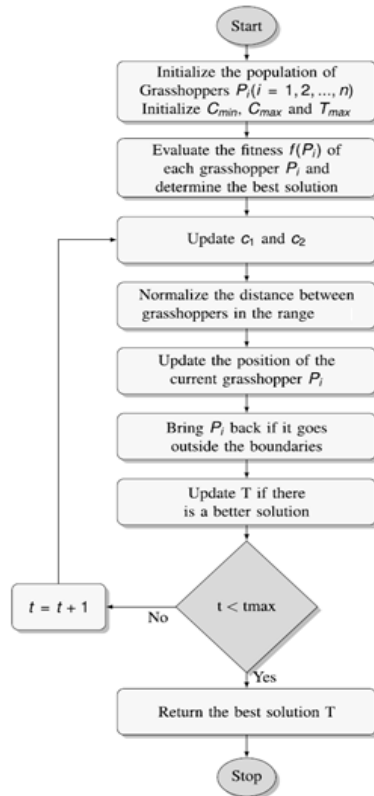 Start
Initialize the population of
Grasshoppers Pᵢ(i = 1, 2, ..., n)
Initialize Cₘᵢₙ, Cₘₐₓ and Tₘₐₓ
Evaluate the fitness f(Pᵢ) of
each grasshopper Pᵢ and
determine the best solution
Update c₁ and c₂
Normalize the distance between
grasshoppers in the range
Update the position of the
current grasshopper Pᵢ
Bring Pᵢ back if it goes
outside the boundaries
Update T if there
is a better solution
t < tmax
t = t + 1
No
Yes
Return the best solution T
Stop